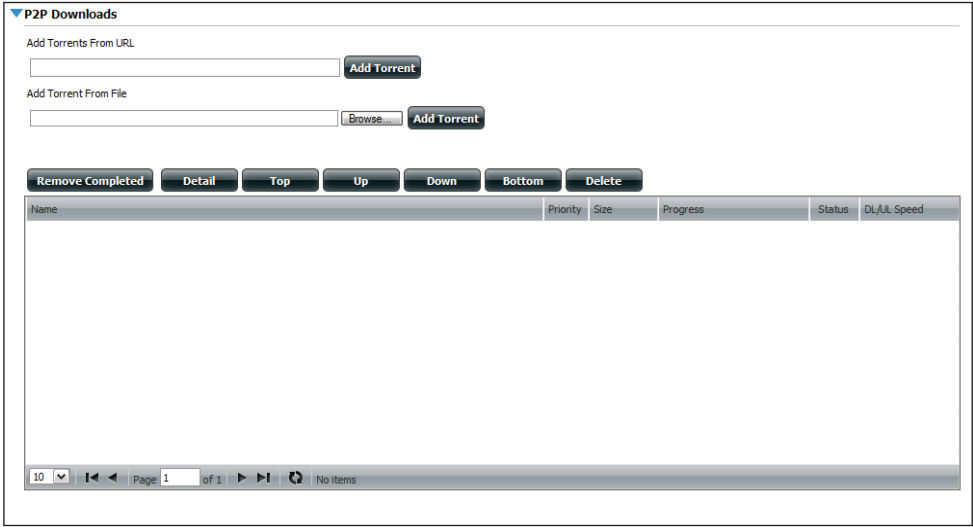 P2P Downloads
Add Torrents From URL
Add Torrent
Add Torrent From File
Browse... Add Torrent
Remove Completed Detail Top Up Down Bottom Delete
Name Priority Size Progress Status DL/UL Speed
10 Page 1 of 1 No items